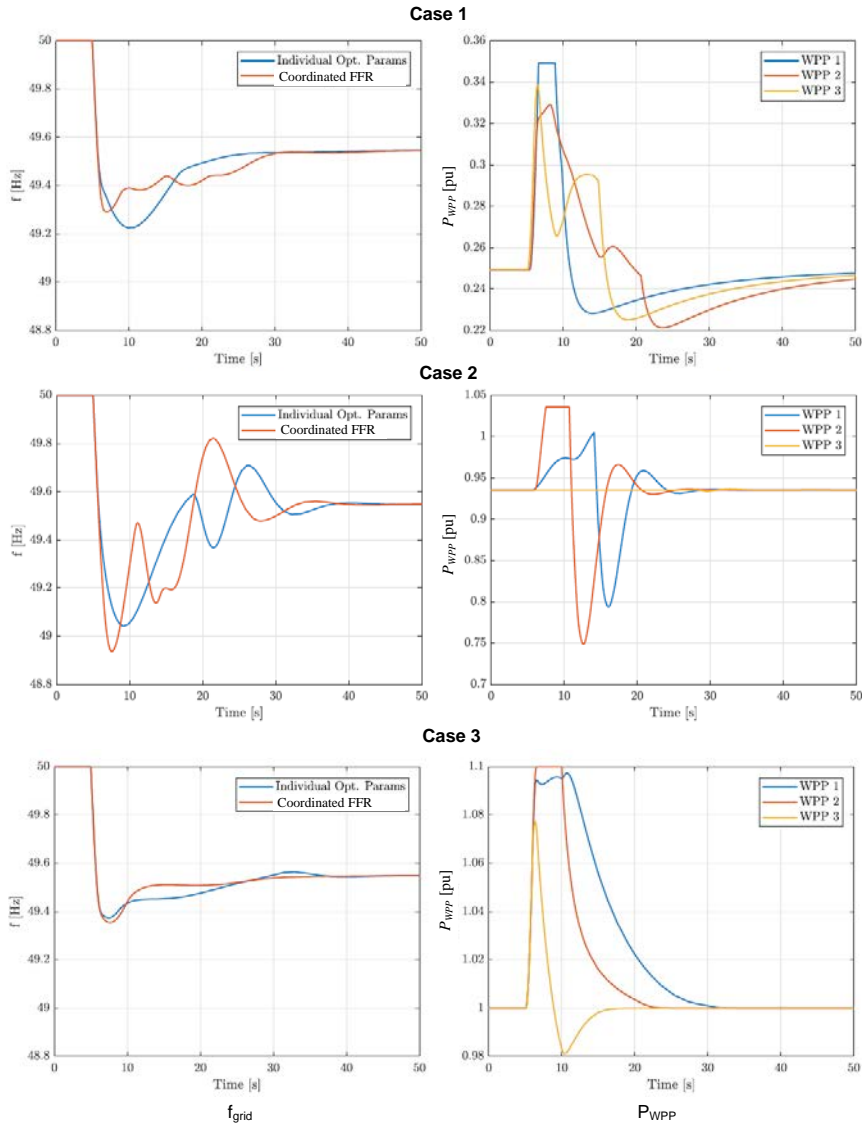 Case 1
50
49.8
49.6
49.4
49.2
49
48.8
f [Hz]
Individual Opt. Params
Coordinated FFR
0 10 20 30 40 50
Time [s]
0.36
0.34
0.32
0.3
0.28
0.26
0.24
0.22
P_WPP [pu]
WPP 1
WPP 2
WPP 3
0 10 20 30 40 50
Time [s]
Case 2
50
49.8
49.6
49.4
49.2
49
48.8
f [Hz]
Individual Opt. Params
Coordinated FFR
0 10 20 30 40 50
Time [s]
1.05
1
0.95
0.9
0.85
0.8
0.75
0.7
P_WPP [pu]
WPP 1
WPP 2
WPP 3
0 10 20 30 40 50
Time [s]
Case 3
50
49.8
49.6
49.4
49.2
49
48.8
f [Hz]
Individual Opt. Params
Coordinated FFR
0 10 20 30 40 50
Time [s]
f_grid
1.1
1.08
1.06
1.04
1.02
1
0.98
P_WPP [pu]
WPP 1
WPP 2
WPP 3
0 10 20 30 40 50
Time [s]
P_WPP